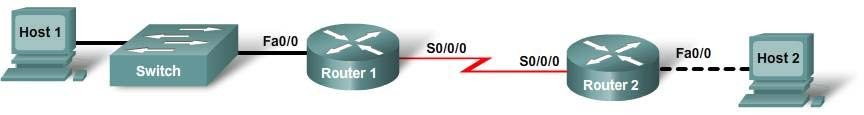 Host 1
Switch
Fa0/0
Router 1
S0/0/0
S0/0/0
Router 2
Fa0/0
Host 2